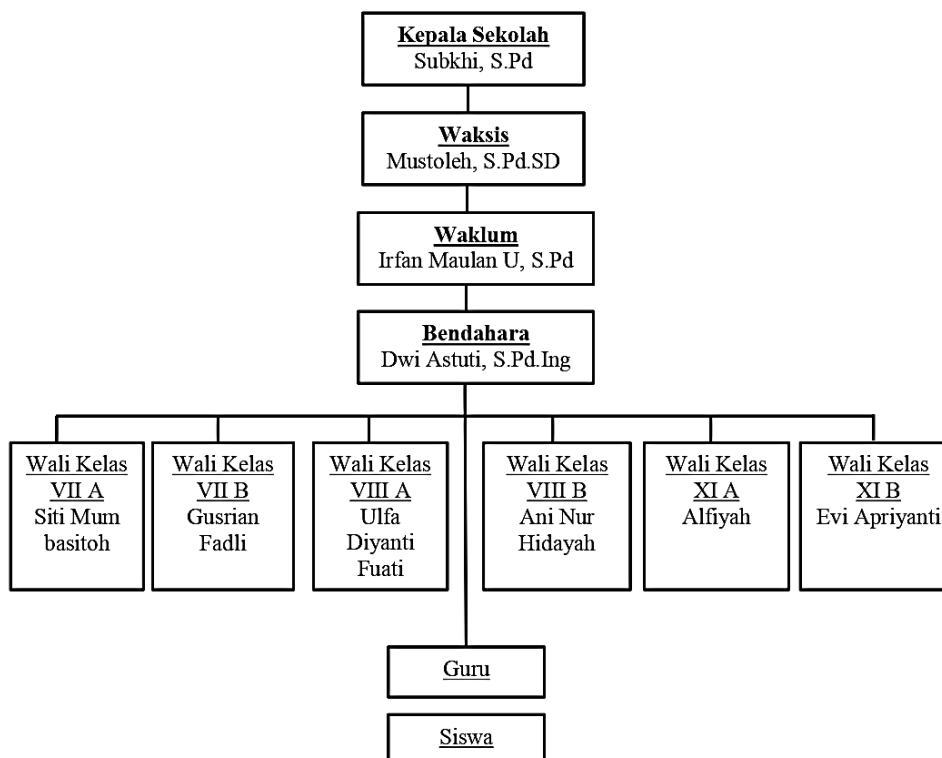 Kepala Sekolah
Subkhi, S.Pd
Waksis
Mustoleh, S.Pd.SD
Waklum
Irfan Maulan U, S.Pd
Bendahara
Dwi Astuti, S.Pd.Ing
Wali Kelas
VII A
Siti Mum
basitoh
Wali Kelas
VII B
Gusrian
Fadli
Wali Kelas
VIII A
Ulfa
Diyanti
Fuati
Wali Kelas
VIII B
Ani Nur
Hidayah
Wali Kelas
XI A
Alfiyah
Wali Kelas
XI B
Evi Apriyanti
Guru
Siswa